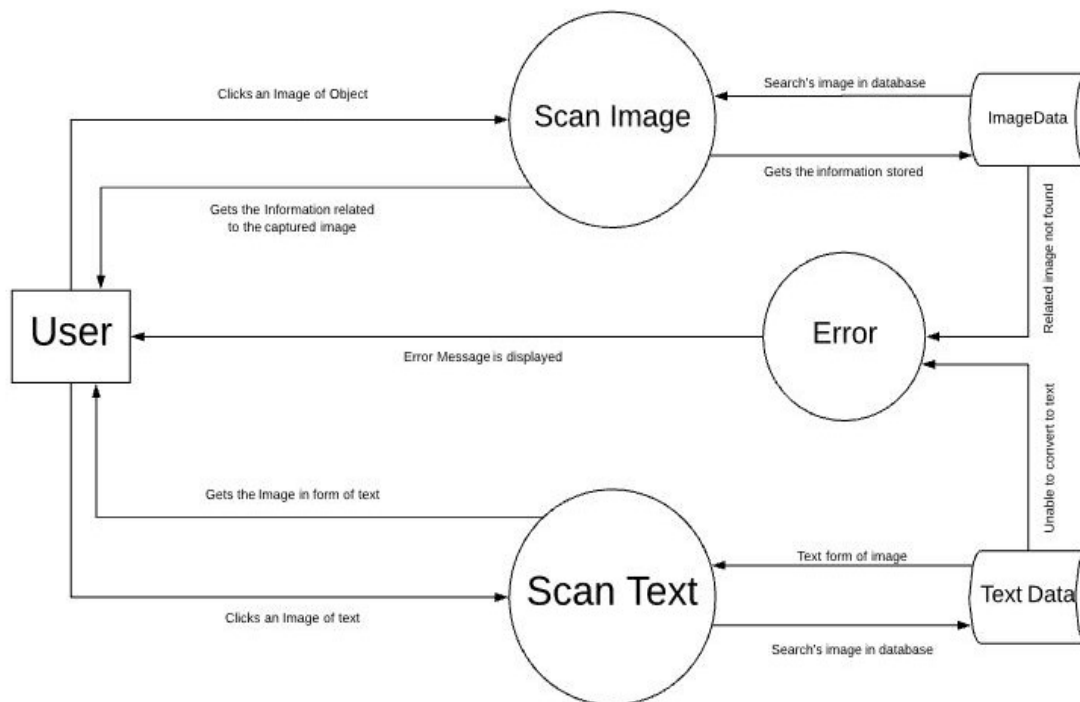 Clicks an Image of Object
Scan Image
Search's image in database
ImageData
Gets the information stored
Gets the Information related
to the captured image
Related image not found
User
Error
Error Message is displayed
Unable to convert to text
Gets the Image in form of text
Scan Text
Text form of image
Text Data
Clicks an Image of text
Search's image in database